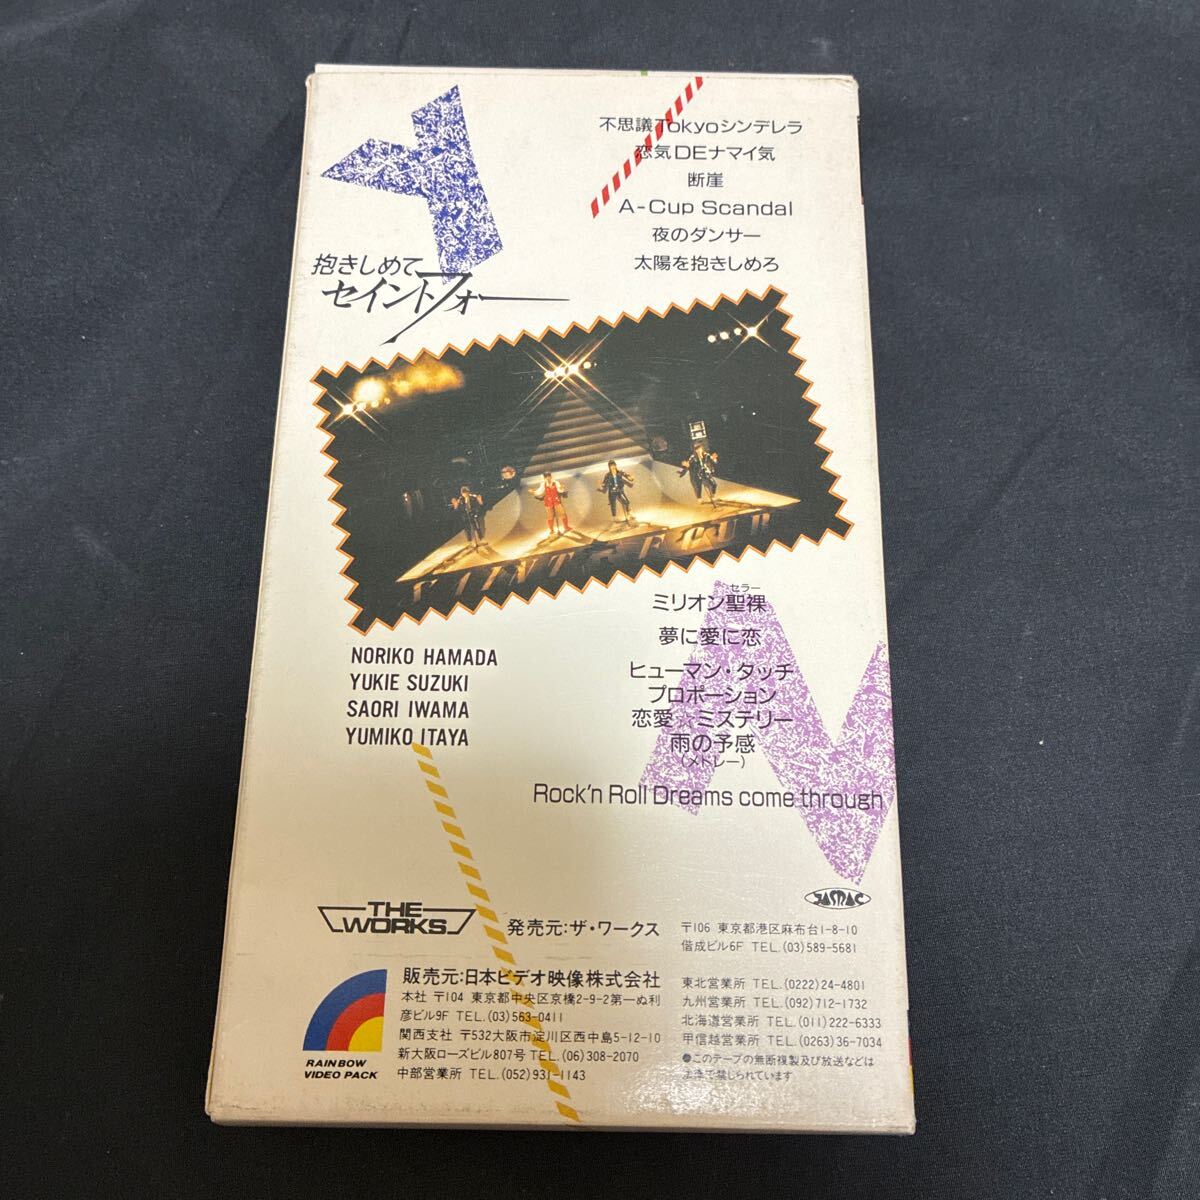 不思議Tokyoシンデレラ
恋気DEナマイ気
断崖
A-Cup Scandal
夜のダンサー
太陽を抱きしめろ
抱きしめて
セイントフォー
セラー
ミリオン聖裸
夢に愛に恋
ヒューマン・タッチ
プロポーション
恋愛☆ミステリー
雨の予感
(メドレー)
Rock'n Roll Dreams come through
NORIKO HAMADA
YUKIE SUZUKI
SAORI IWAMA
YUMIKO ITAYA
JASRAC
THE
WORKS
発売元:ザ・ワークス
〒106 東京都港区麻布台1-8-10
偕成ビル6F TEL.(03)589-5681
RAINBOW
VIDEO PACK
販売元:日本ビデオ映像株式会社
本社 〒104 東京都中央区京橋2-9-2第一ぬ利
彦ビル9F TEL.(03)563-0411
関西支社 〒532大阪市淀川区西中島5-12-10
新大阪ローズビル807号 TEL.(06)308-2070
中部営業所 TEL.(052)931-1143
東北営業所 TEL.(0222)24-4801
九州営業所 TEL.(092)712-1732
北海道営業所 TEL.(011)222-6333
甲信越営業所 TEL.(0263)36-7034
●このテープの無断複製及び放送などは
法律で禁じられています